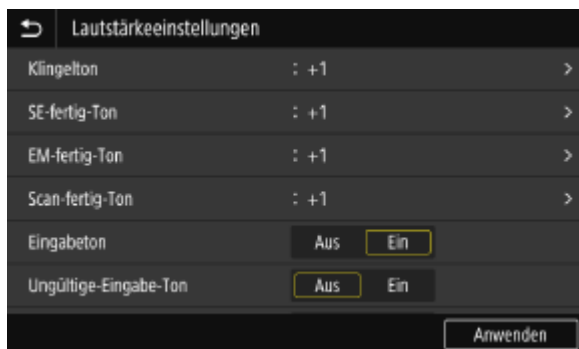 Lautstärkeeinstellungen
Klingelton : +1
SE-fertig-Ton : +1
EM-fertig-Ton : +1
Scan-fertig-Ton : +1
Eingabeton Aus Ein
Ungültige-Eingabe-Ton Aus Ein
Anwenden